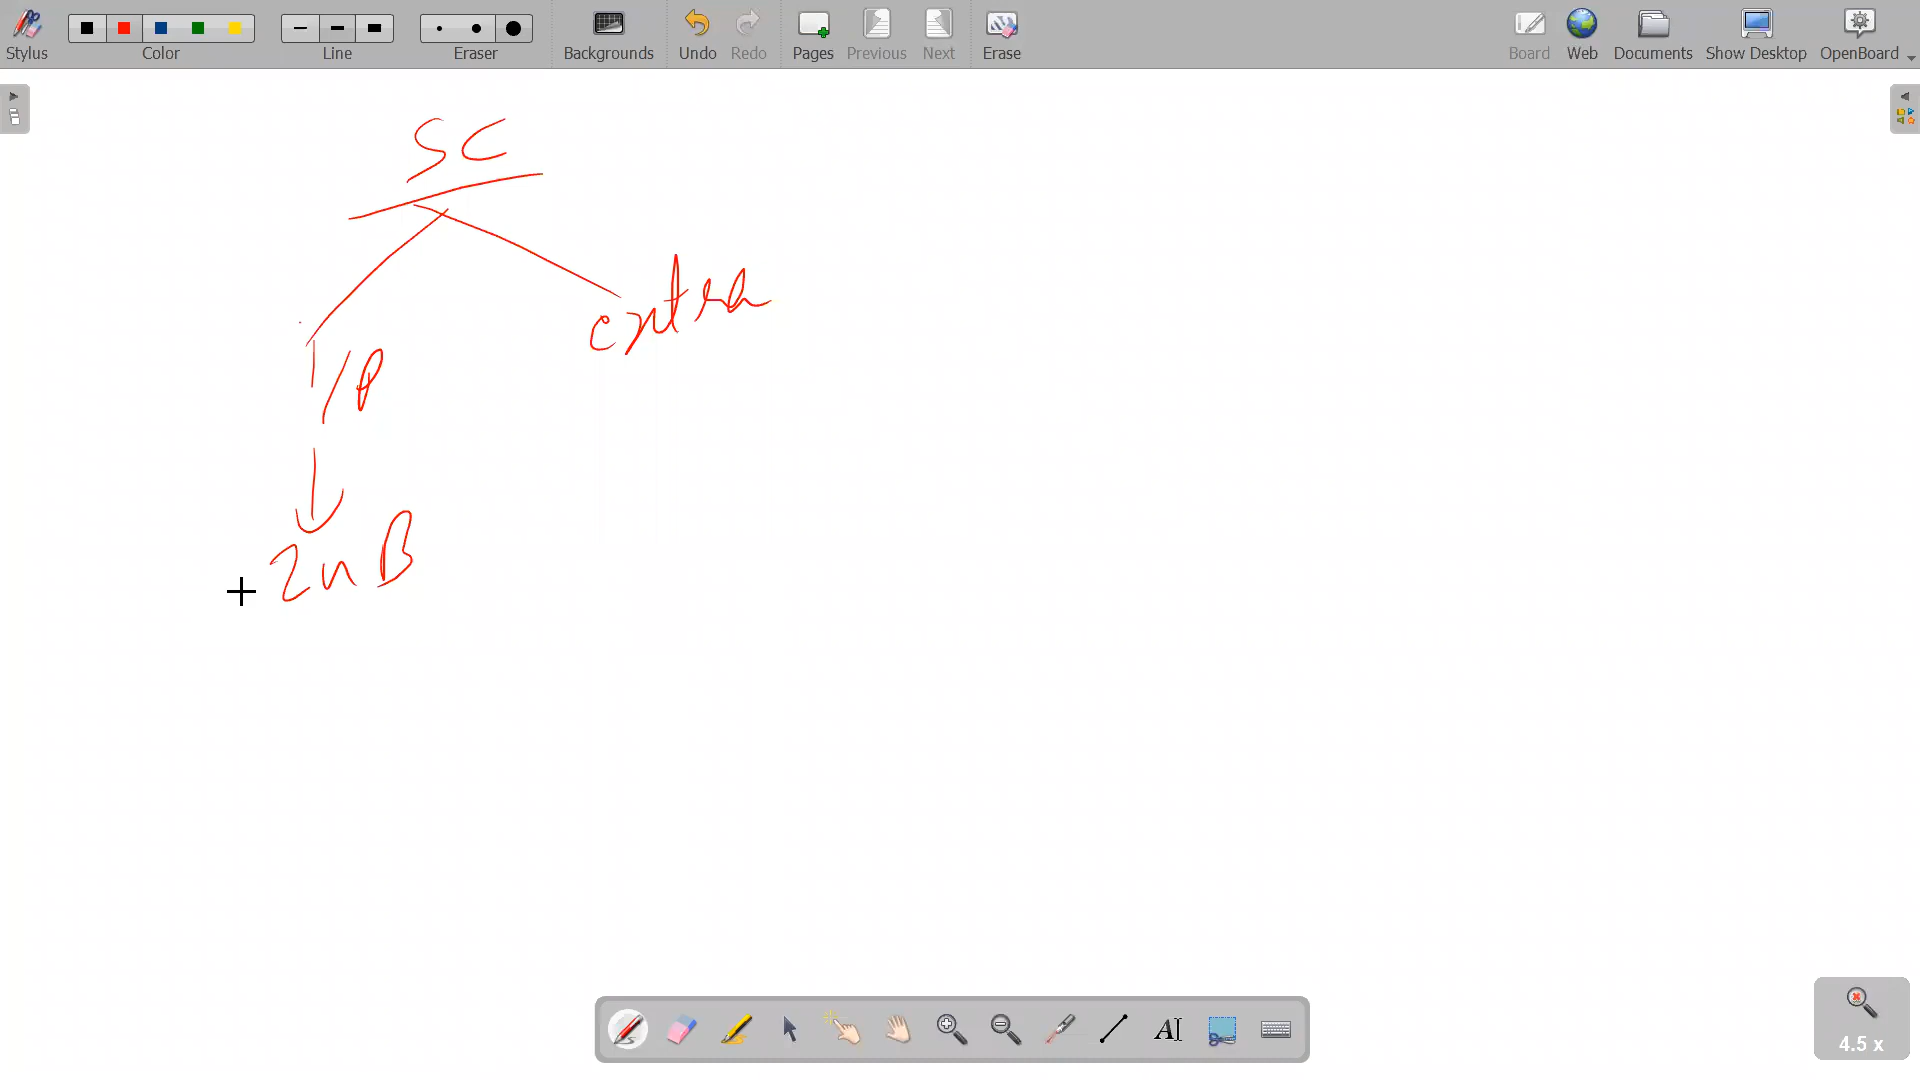 Stylus Color Line Eraser Backgrounds Undo Redo Pages Previous Next Erase Board Web Documents Show Desktop OpenBoard
SC
extra
I/P
2n B
4.5 x